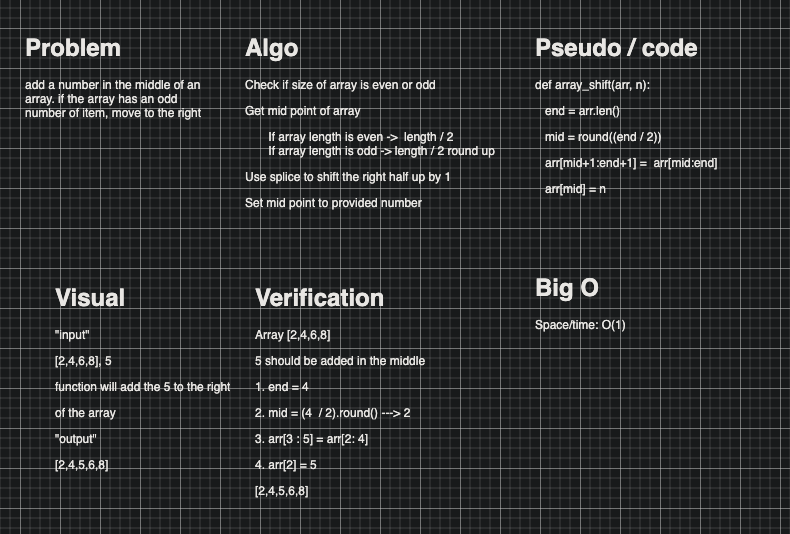 Problem
add a number in the middle of an
array. if the array has an odd
number of item, move to the right
Algo
Check if size of array is even or odd
Get mid point of array
If array length is even -> length / 2
If array length is odd -> length / 2 round up
Use splice to shift the right half up by 1
Set mid point to provided number
Pseudo / code
def array_shift(arr, n):
end = arr.len()
mid = round((end / 2))
arr[mid+1:end+1] = arr[mid:end]
arr[mid] = n
Visual
"input"
[2,4,6,8], 5
function will add the 5 to the right
of the array
"output"
[2,4,5,6,8]
Verification
Array [2,4,6,8]
5 should be added in the middle
1. end = 4
2. mid = (4 / 2).round() ---> 2
3. arr[3 : 5] = arr[2: 4]
4. arr[2] = 5
[2,4,5,6,8]
Big O
Space/time: O(1)